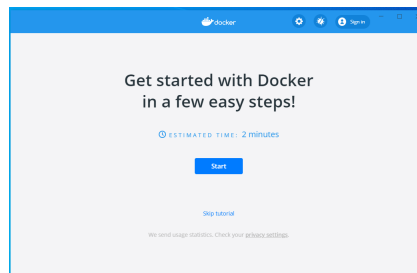 docker
Sign in
Get started with Docker
in a few easy steps!
ESTIMATED TIME: 2 minutes
Start
Skip tutorial
We send usage statistics. Check your privacy settings.